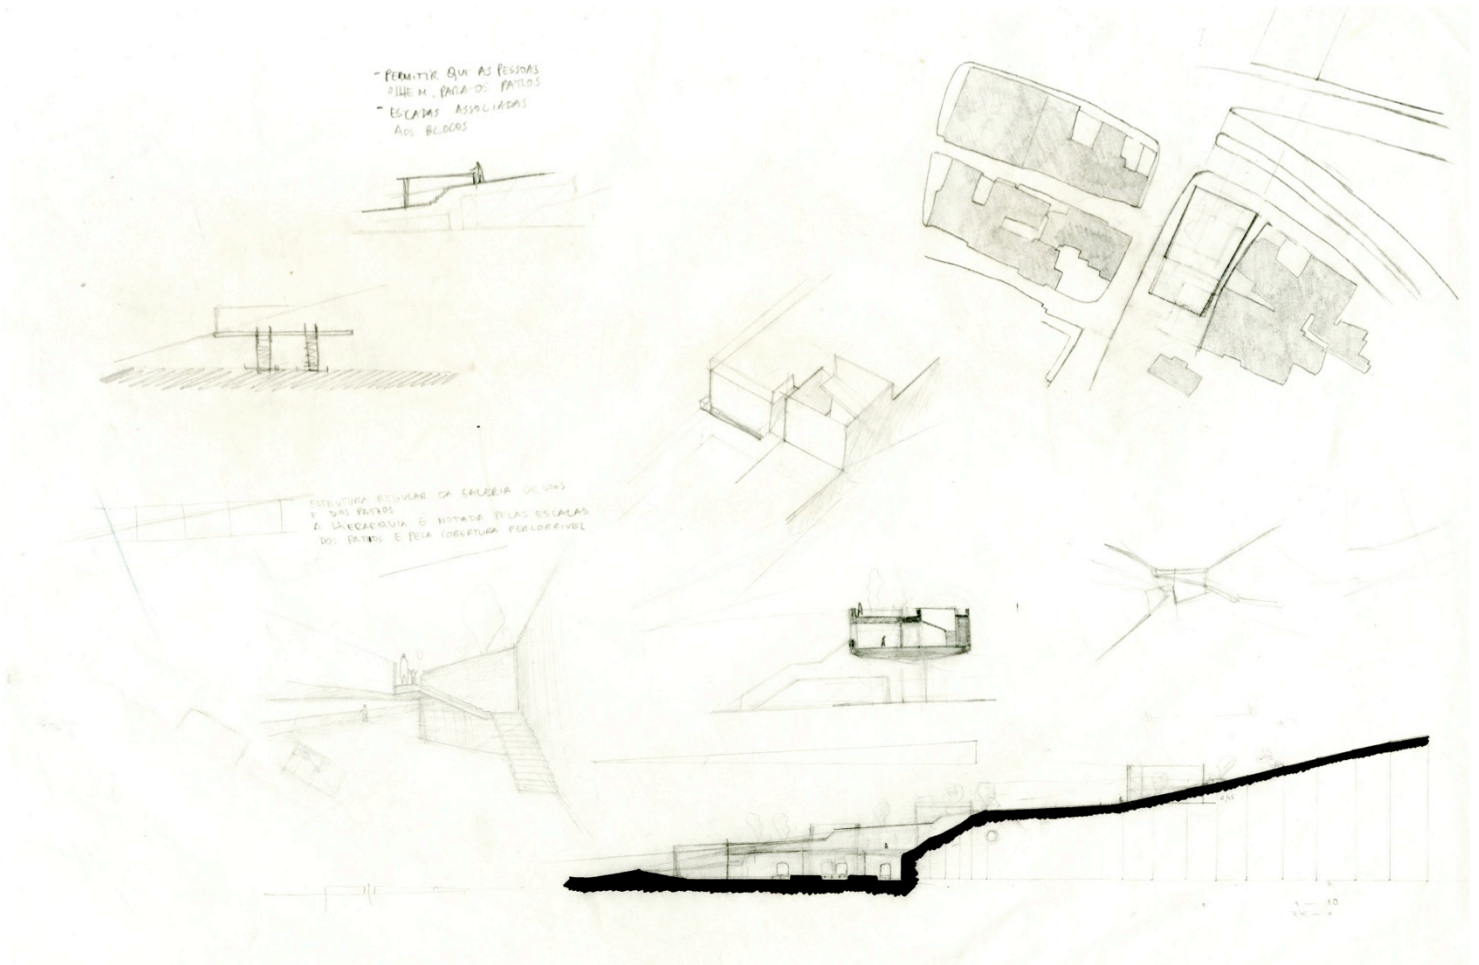 - PERMITIR QUE AS PESSOAS
OLHEM PARA OS PATIOS
- ESCADAS ASSOCIADAS
AOS BLOCOS
ESTRUTURA REGULAR DA GALERIA DE USOS
E DOS PATIOS
A HIERARQUIA É NOTADA PELAS ESCALAS
DOS PATIOS E PELA COBERTURA PERCORRIVEL